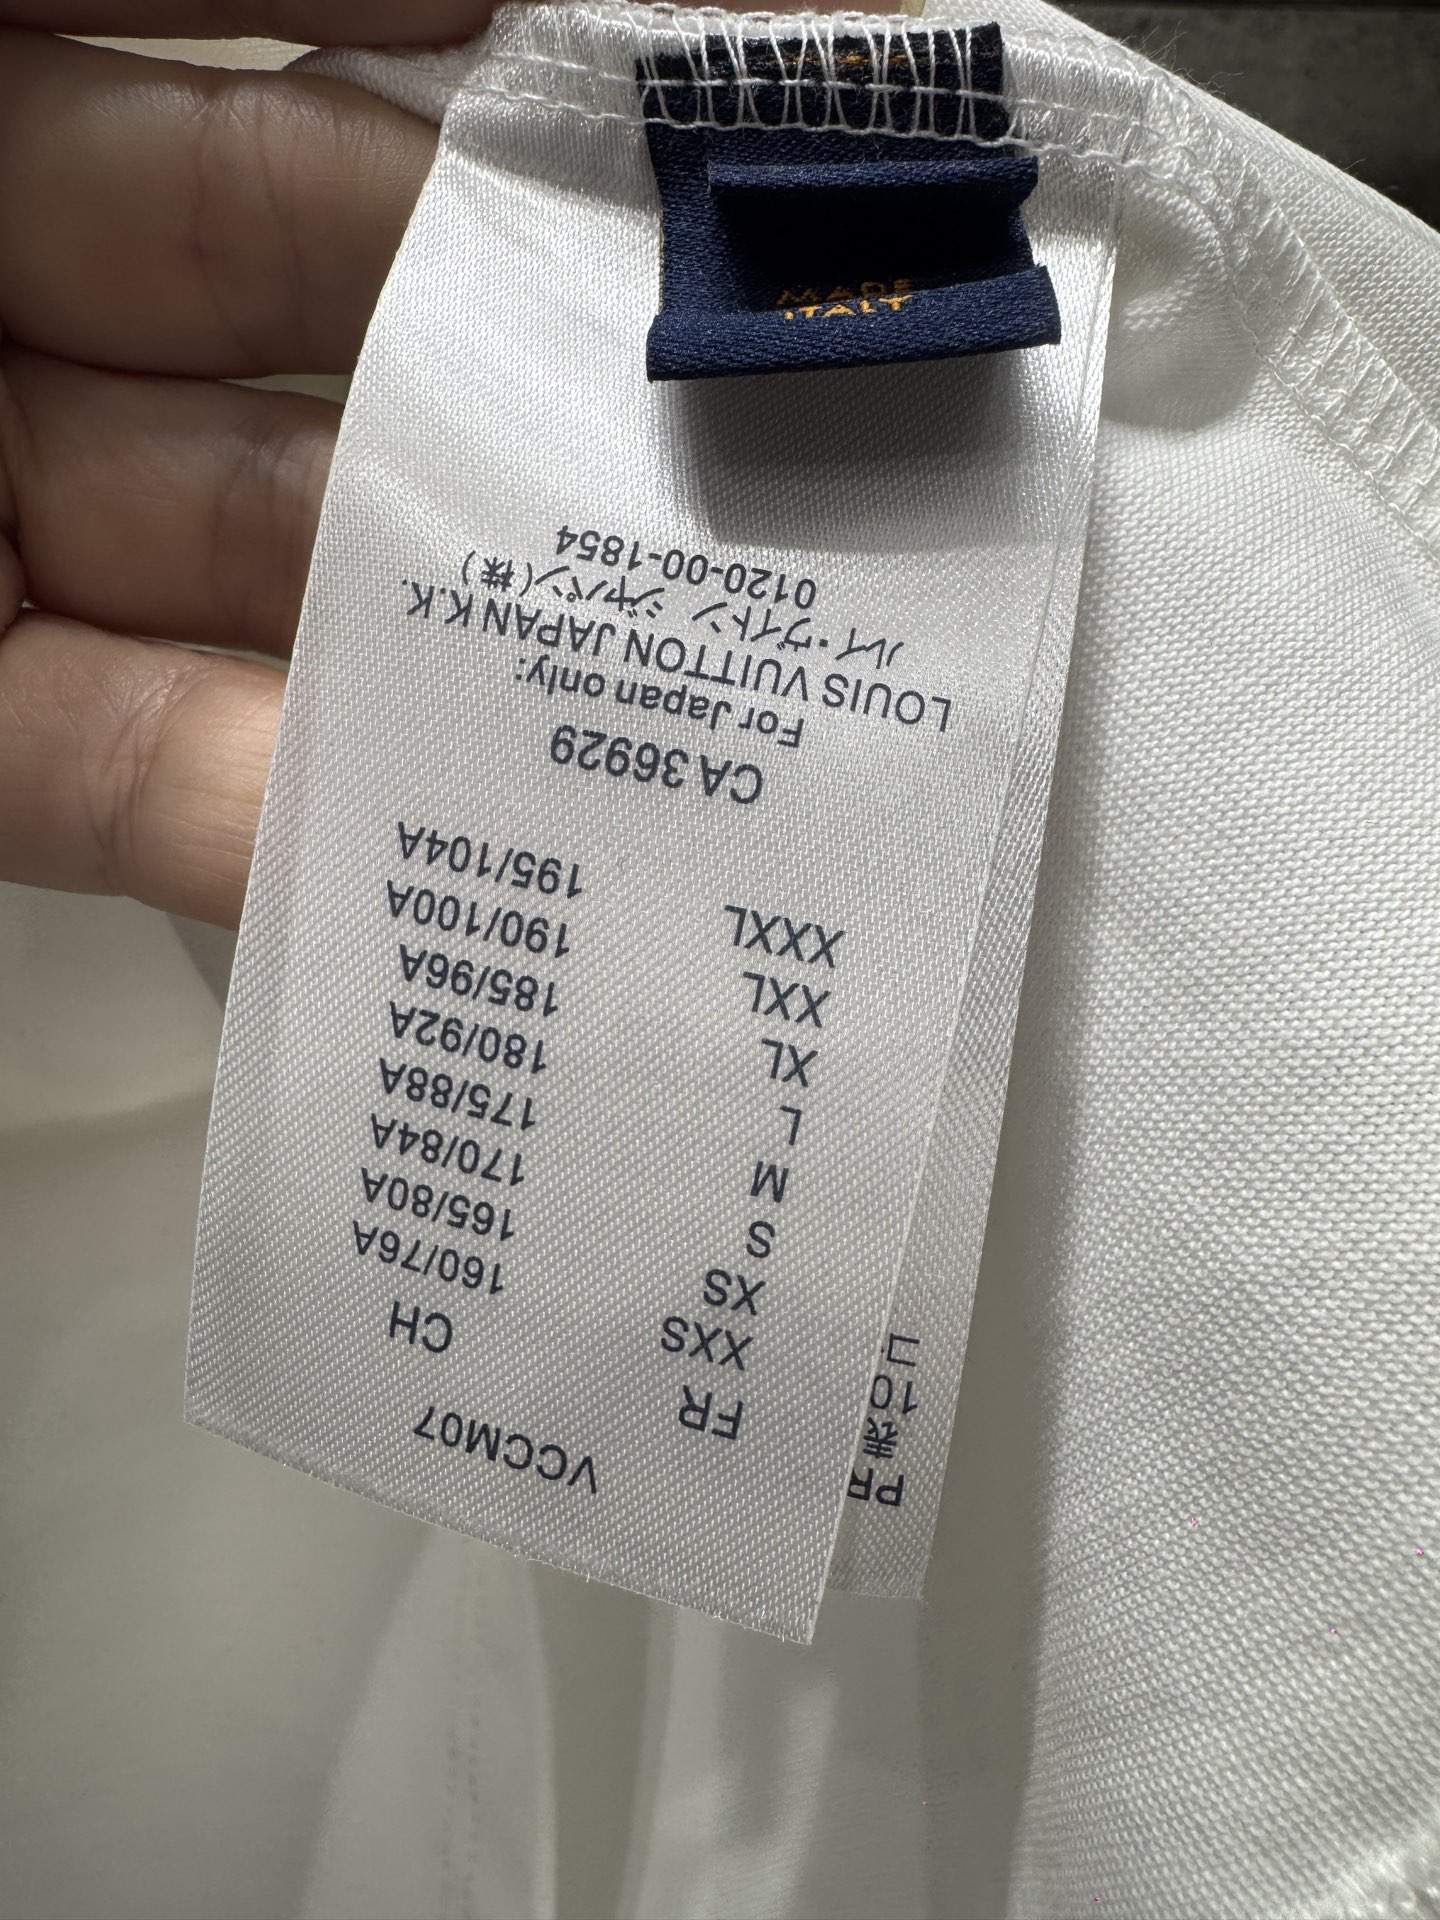 VCCM07
FR CH
XXS 160/76A
XS 165/80A
S 170/84A
M 175/88A
L 180/92A
XL 185/96A
XXL 190/100A
XXXL 195/104A
CA 36929
For Japan only:
LOUIS VUITTON JAPAN K.K.
ルイ・ヴィトン ジャパン(株)
0120-00-1854
MADE
ITALY
10